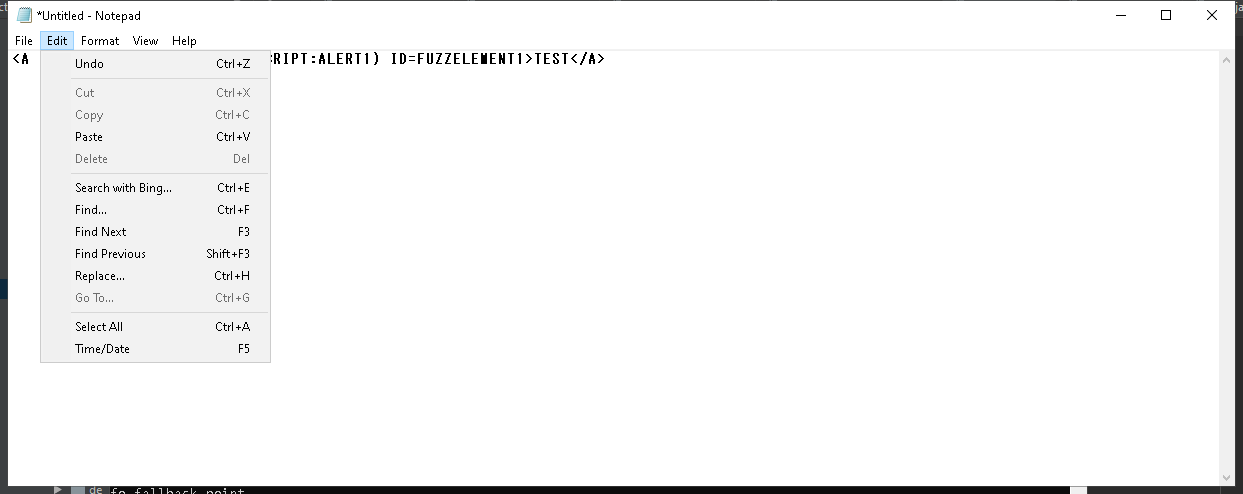 *Untitled - Notepad
File Edit Format View Help
<A RIPT:ALERT1) ID=FUZZELEMENT1>TEST</A>
Undo Ctrl+Z
Cut Ctrl+X
Copy Ctrl+C
Paste Ctrl+V
Delete Del
Search with Bing... Ctrl+E
Find... Ctrl+F
Find Next F3
Find Previous Shift+F3
Replace... Ctrl+H
Go To... Ctrl+G
Select All Ctrl+A
Time/Date F5
de fo fallback point